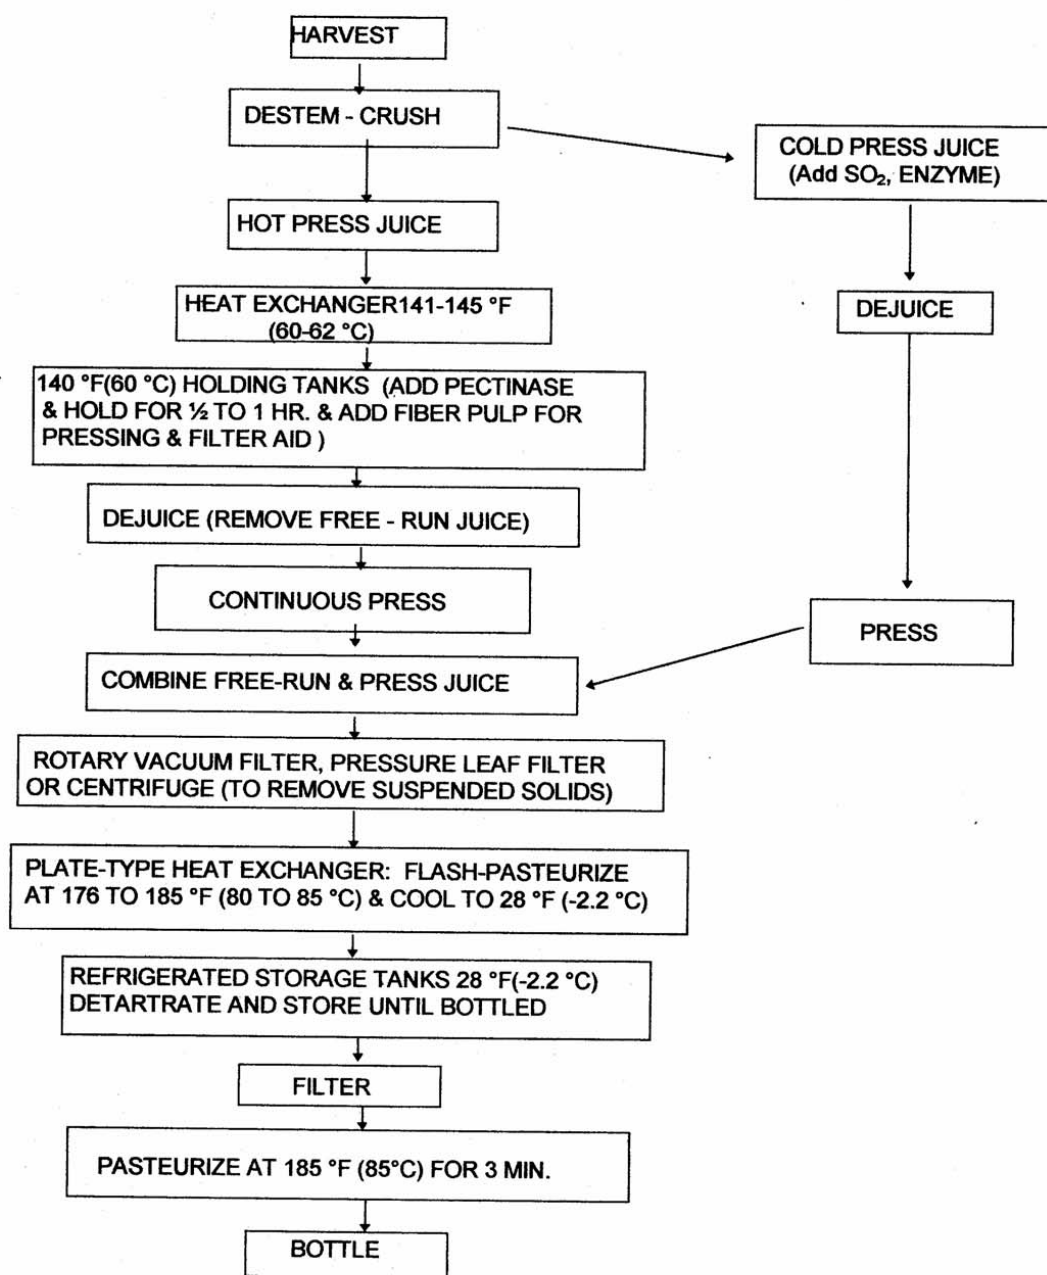 HARVEST
DESTEM - CRUSH
COLD PRESS JUICE
(Add SO₂, ENZYME)
HOT PRESS JUICE
HEAT EXCHANGER141-145 °F
(60-62 °C)
DEJUICE
140 °F(60 °C) HOLDING TANKS (ADD PECTINASE
& HOLD FOR ½ TO 1 HR. & ADD FIBER PULP FOR
PRESSING & FILTER AID )
DEJUICE (REMOVE FREE - RUN JUICE)
CONTINUOUS PRESS
PRESS
COMBINE FREE-RUN & PRESS JUICE
ROTARY VACUUM FILTER, PRESSURE LEAF FILTER
OR CENTRIFUGE (TO REMOVE SUSPENDED SOLIDS)
PLATE-TYPE HEAT EXCHANGER: FLASH-PASTEURIZE
AT 176 TO 185 °F (80 TO 85 °C) & COOL TO 28 °F (-2.2 °C)
REFRIGERATED STORAGE TANKS 28 °F(-2.2 °C)
DETARTRATE AND STORE UNTIL BOTTLED
FILTER
PASTEURIZE AT 185 °F (85°C) FOR 3 MIN.
BOTTLE